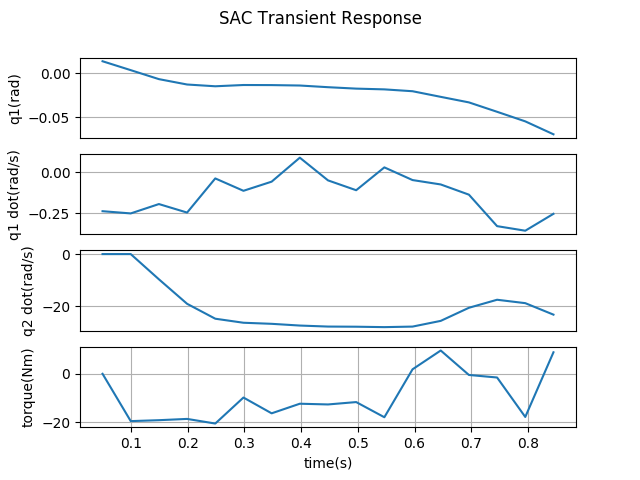 SAC Transient Response
0.00
−0.05
q1(rad)
0.00
−0.25
q1 dot(rad/s)
0
−20
q2 dot(rad/s)
0
−20
torque(Nm)
0.1 0.2 0.3 0.4 0.5 0.6 0.7 0.8
time(s)